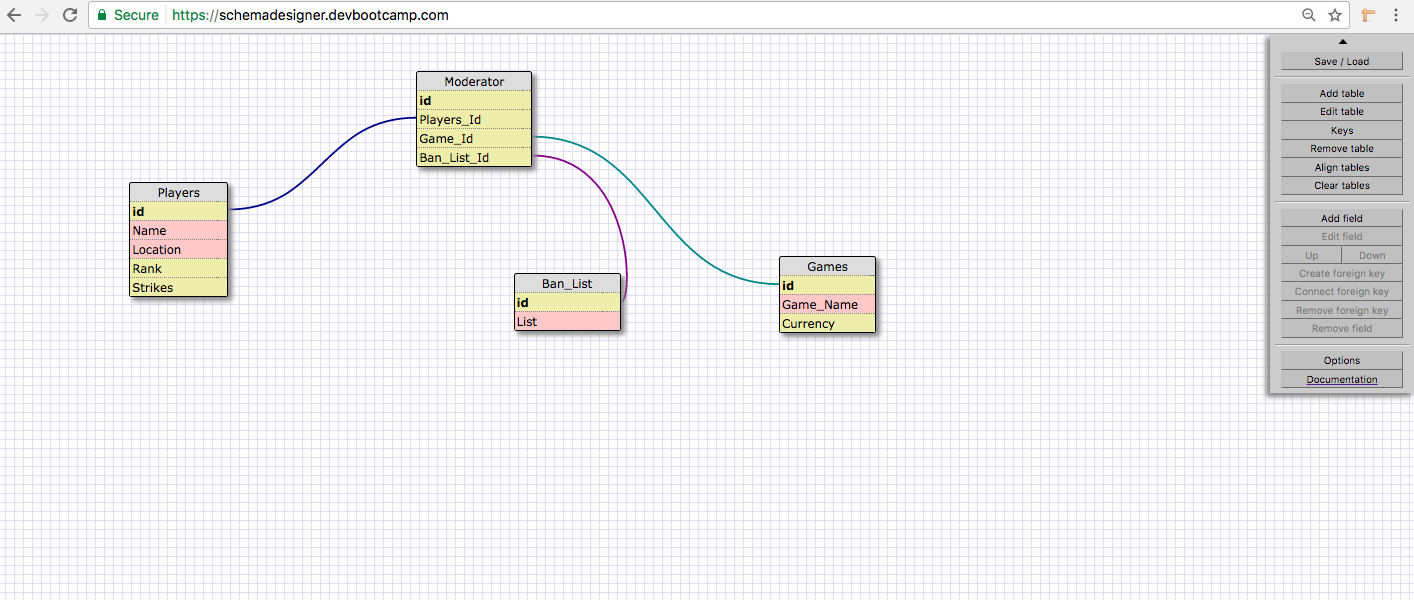 Secure https://schemadesigner.devbootcamp.com
Moderator
id
Players_Id
Game_Id
Ban_List_Id
Players
id
Name
Location
Rank
Strikes
Ban_List
id
List
Games
id
Game_Name
Currency
Save / Load
Add table
Edit table
Keys
Remove table
Align tables
Clear tables
Add field
Edit field
Up Down
Create foreign key
Connect foreign key
Remove foreign key
Remove field
Options
Documentation